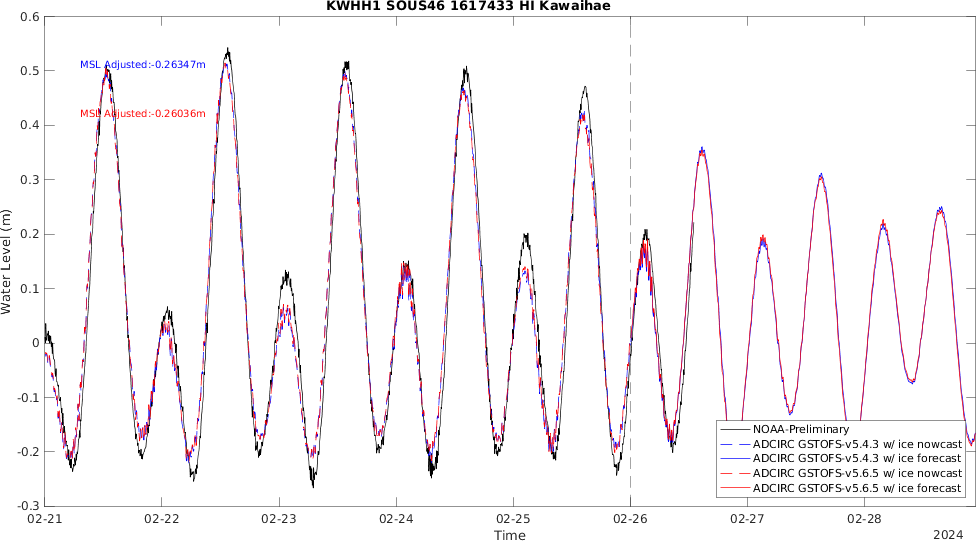 KWHH1 SOUS46 1617433 HI Kawaihae
0.6
0.5
0.4
0.3
0.2
0.1
0
-0.1
-0.2
-0.3
Water Level (m)
MSL Adjusted:-0.26347m
MSL Adjusted:-0.26036m
NOAA-Preliminary
ADCIRC GSTOFS-v5.4.3 w/ ice nowcast
ADCIRC GSTOFS-v5.4.3 w/ ice forecast
ADCIRC GSTOFS-v5.6.5 w/ ice nowcast
ADCIRC GSTOFS-v5.6.5 w/ ice forecast
02-21 02-22 02-23 02-24 02-25 02-26 02-27 02-28
Time
2024